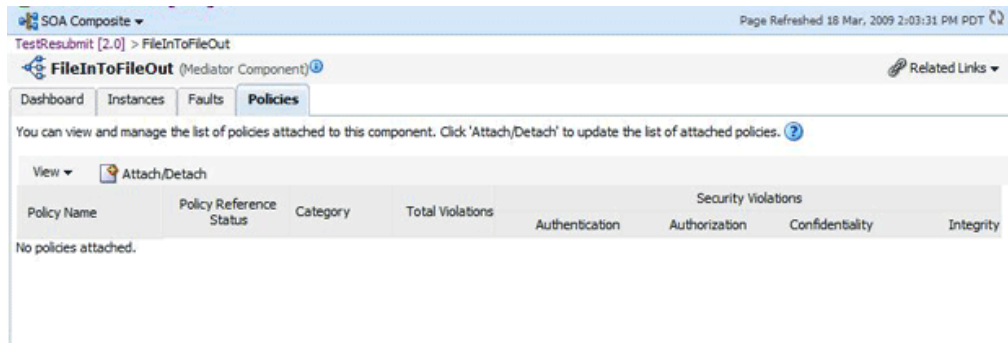 SOA Composite
Page Refreshed 18 Mar, 2009 2:03:31 PM PDT
TestResubmit [2.0] > FileInToFileOut
FileInToFileOut (Mediator Component)
Related Links
Dashboard Instances Faults Policies
You can view and manage the list of policies attached to this component. Click 'Attach/Detach' to update the list of attached policies.
View Attach/Detach
Policy Name
Policy Reference Status
Category
Total Violations
Security Violations
Authentication Authorization Confidentiality Integrity
No policies attached.